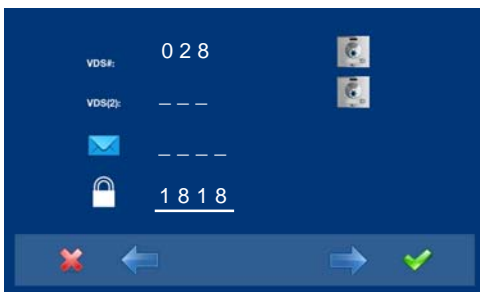 VDS#: 028
VDS(2): _ _ _
_ _ _ _
1818